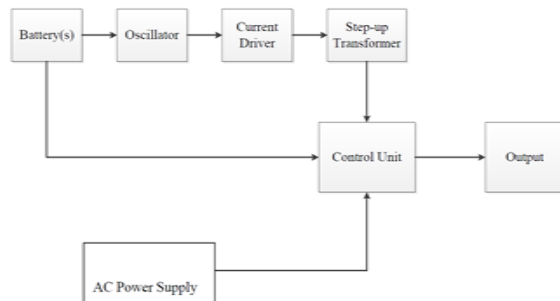 Battery(s)
Oscillator
Current
Driver
Step-up
Transformer
Control Unit
Output
AC Power Supply